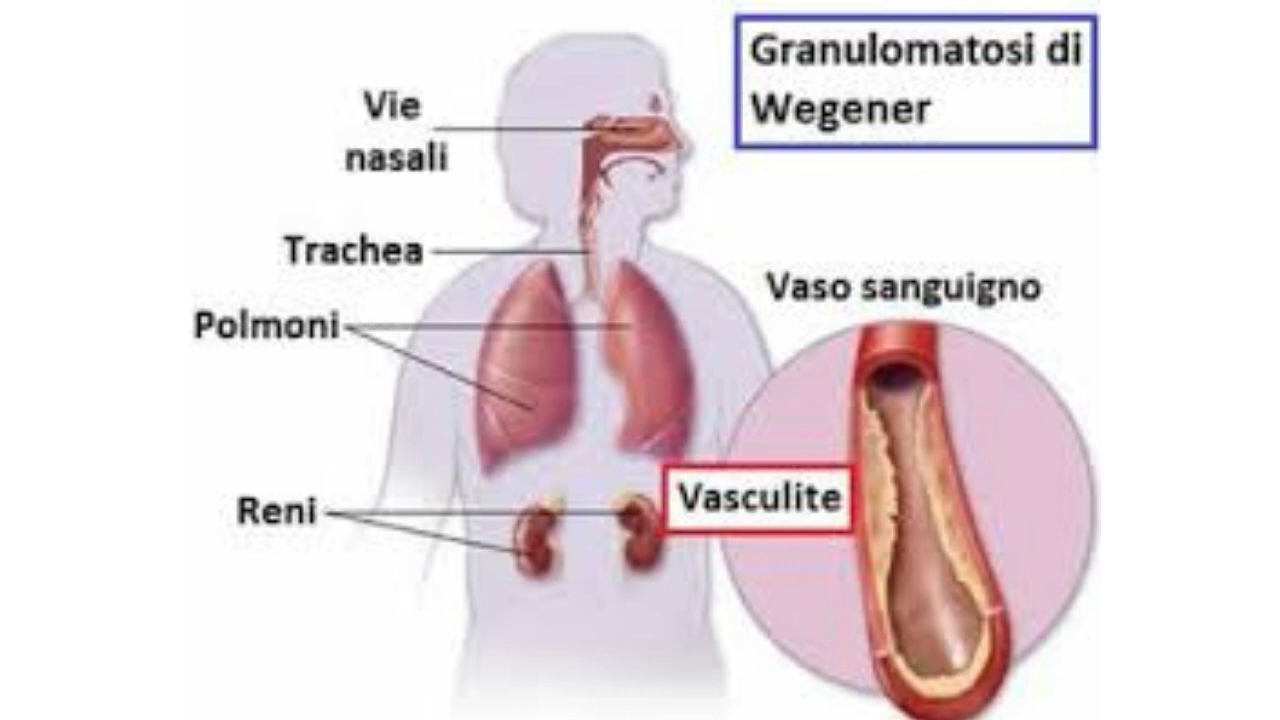 Granulomatosi di
Wegener
Vie
nasali
Trachea
Vaso sanguigno
Polmoni
Vasculite
Reni